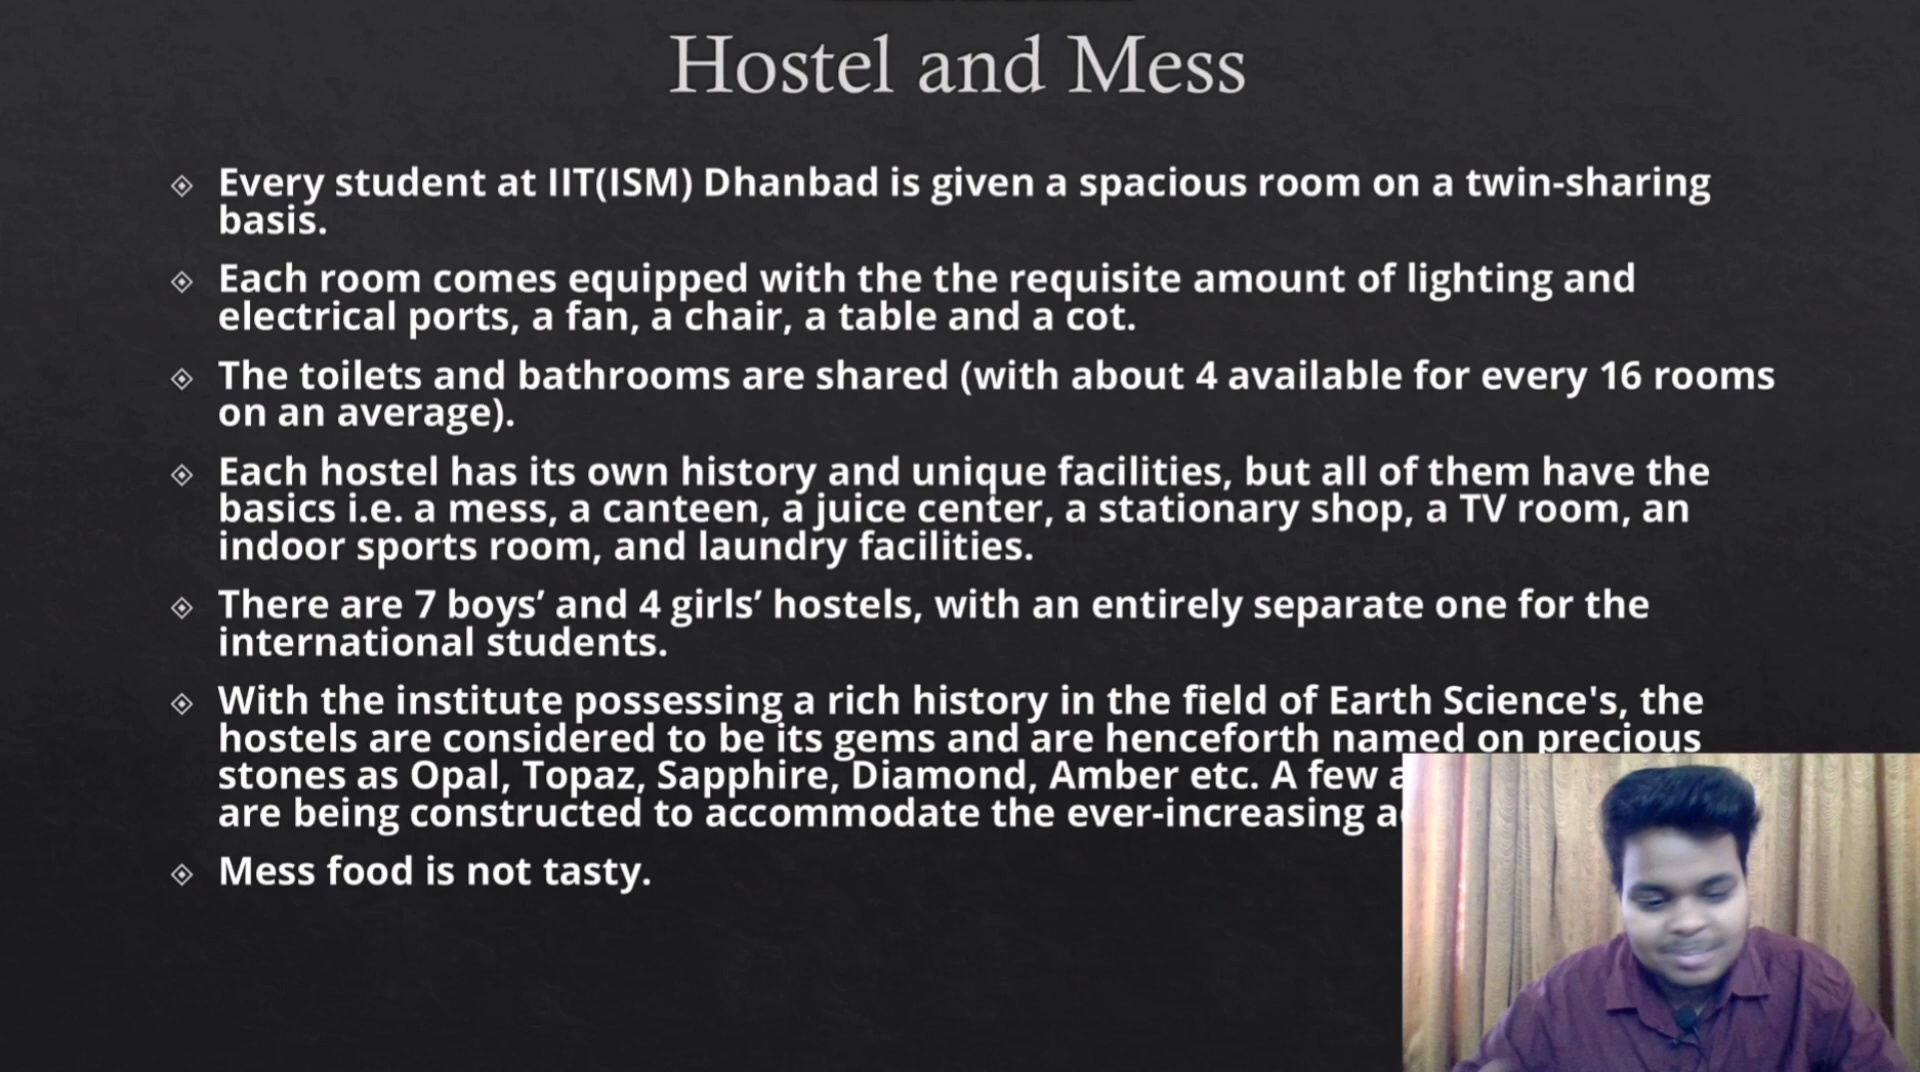 Hostel and Mess
Every student at IIT(ISM) Dhanbad is given a spacious room on a twin-sharing
basis.
Each room comes equipped with the the requisite amount of lighting and
electrical ports, a fan, a chair, a table and a cot.
The toilets and bathrooms are shared (with about 4 available for every 16 rooms
on an average).
Each hostel has its own history and unique facilities, but all of them have the
basics i.e. a mess, a canteen, a juice center, a stationary shop, a TV room, an
indoor sports room, and laundry facilities.
There are 7 boys’ and 4 girls’ hostels, with an entirely separate one for the
international students.
With the institute possessing a rich history in the field of Earth Science's, the
hostels are considered to be its gems and are henceforth named on precious
stones as Opal, Topaz, Sapphire, Diamond, Amber etc. A few
are being constructed to accommodate the ever-increasing
Mess food is not tasty.